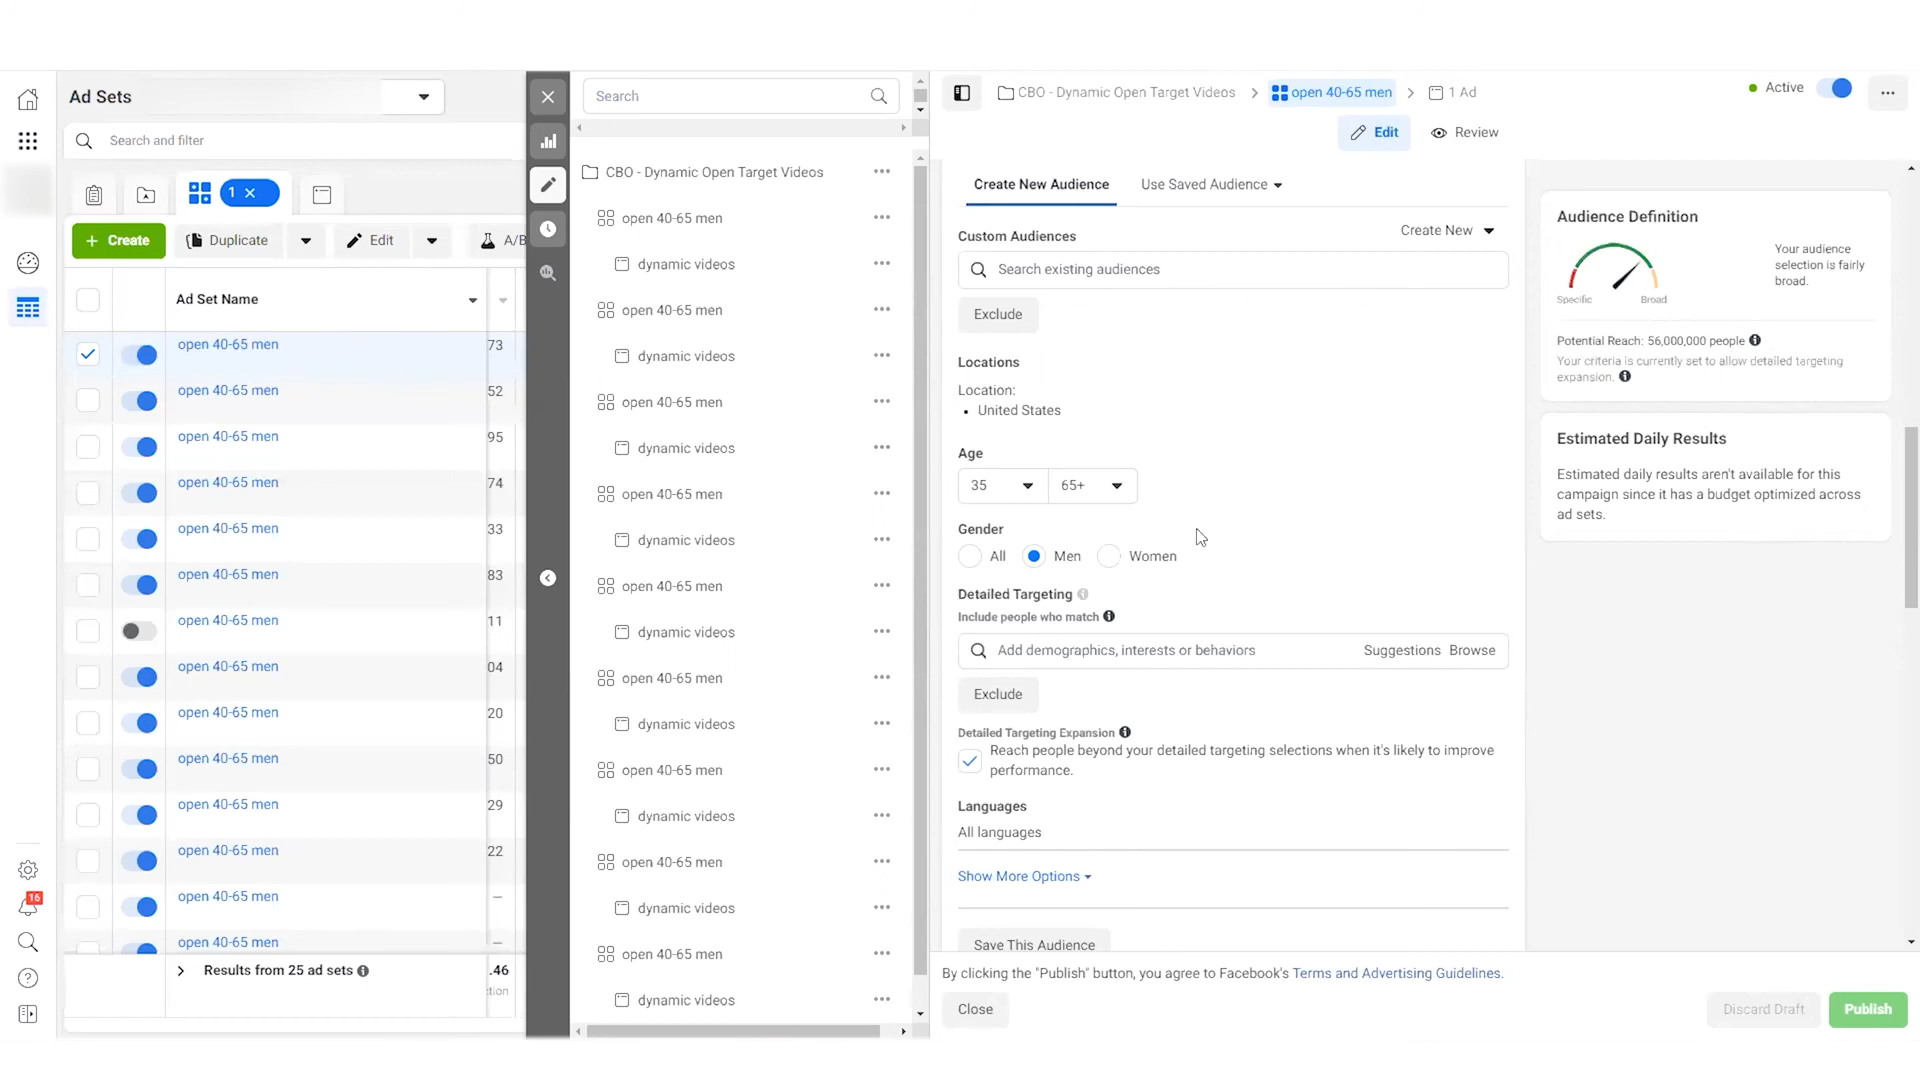 Ad Sets
Search and filter
1
Create
Duplicate
Edit
A/B
Ad Set Name
open 40-65 men
73
open 40-65 men
52
open 40-65 men
95
open 40-65 men
74
open 40-65 men
33
open 40-65 men
83
open 40-65 men
11
open 40-65 men
04
open 40-65 men
20
open 40-65 men
50
open 40-65 men
29
open 40-65 men
22
open 40-65 men
—
open 40-65 men
—
Results from 25 ad sets
.46
ction
16
Search
CBO - Dynamic Open Target Videos
open 40-65 men
dynamic videos
open 40-65 men
dynamic videos
open 40-65 men
dynamic videos
open 40-65 men
dynamic videos
open 40-65 men
dynamic videos
open 40-65 men
dynamic videos
open 40-65 men
dynamic videos
open 40-65 men
dynamic videos
open 40-65 men
dynamic videos
CBO - Dynamic Open Target Videos
open 40-65 men
1 Ad
Active
Edit
Review
Create New Audience
Use Saved Audience
Custom Audiences
Create New
Search existing audiences
Exclude
Locations
Location:
• United States
Age
35
65+
Gender
All
Men
Women
Detailed Targeting
Include people who match
Add demographics, interests or behaviors
Suggestions
Browse
Exclude
Detailed Targeting Expansion
Reach people beyond your detailed targeting selections when it's likely to improve
performance.
Languages
All languages
Show More Options
Save This Audience
Audience Definition
Specific
Broad
Your audience
selection is fairly
broad.
Potential Reach: 56,000,000 people
Your criteria is currently set to allow detailed targeting
expansion.
Estimated Daily Results
Estimated daily results aren't available for this
campaign since it has a budget optimized across
ad sets.
By clicking the "Publish" button, you agree to Facebook's Terms and Advertising Guidelines.
Close
Discard Draft
Publish